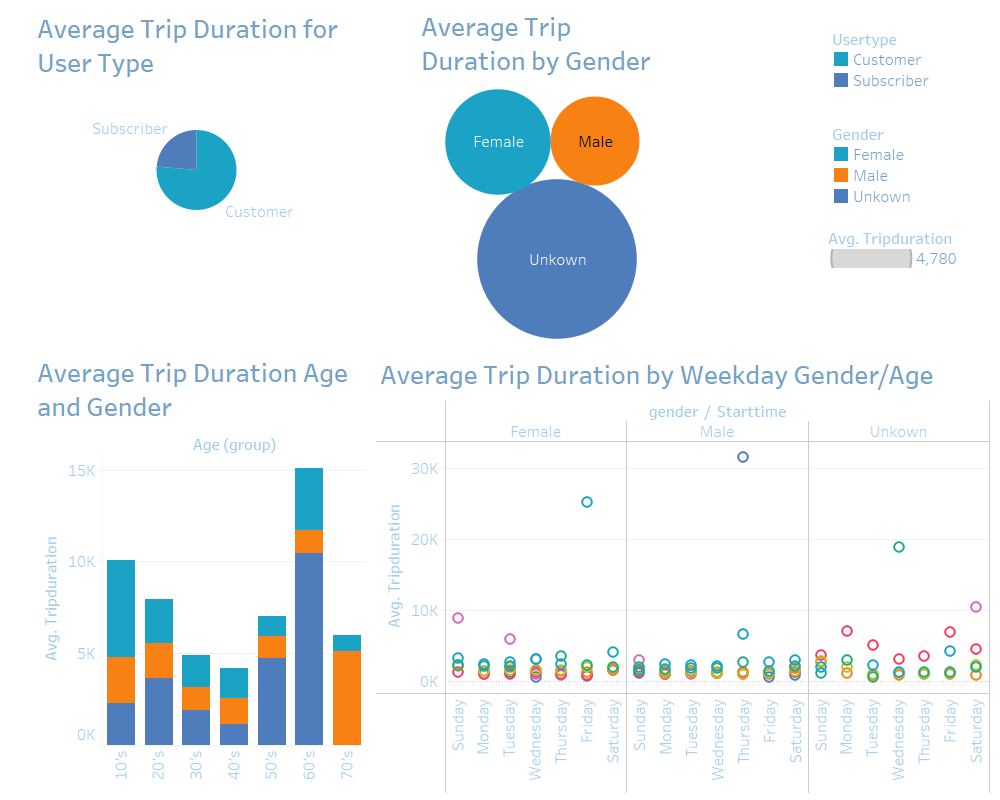 Average Trip Duration for
User Type
Subscriber
Customer
Average Trip
Duration by Gender
Female
Male
Unkown
Usertype
Customer
Subscriber
Gender
Female
Male
Unkown
Avg. Tripduration
4,780
Average Trip Duration Age
and Gender
Age (group)
Avg. Tripduration
15K
10K
5K
0K
10's
20's
30's
40's
50's
60's
70's
Average Trip Duration by Weekday Gender/Age
gender / Starttime
Female
Male
Unkown
Avg. Tripduration
30K
20K
10K
0K
Sunday
Monday
Tuesday
Wednesday
Thursday
Friday
Saturday
Sunday
Monday
Tuesday
Wednesday
Thursday
Friday
Saturday
Sunday
Monday
Tuesday
Wednesday
Thursday
Friday
Saturday